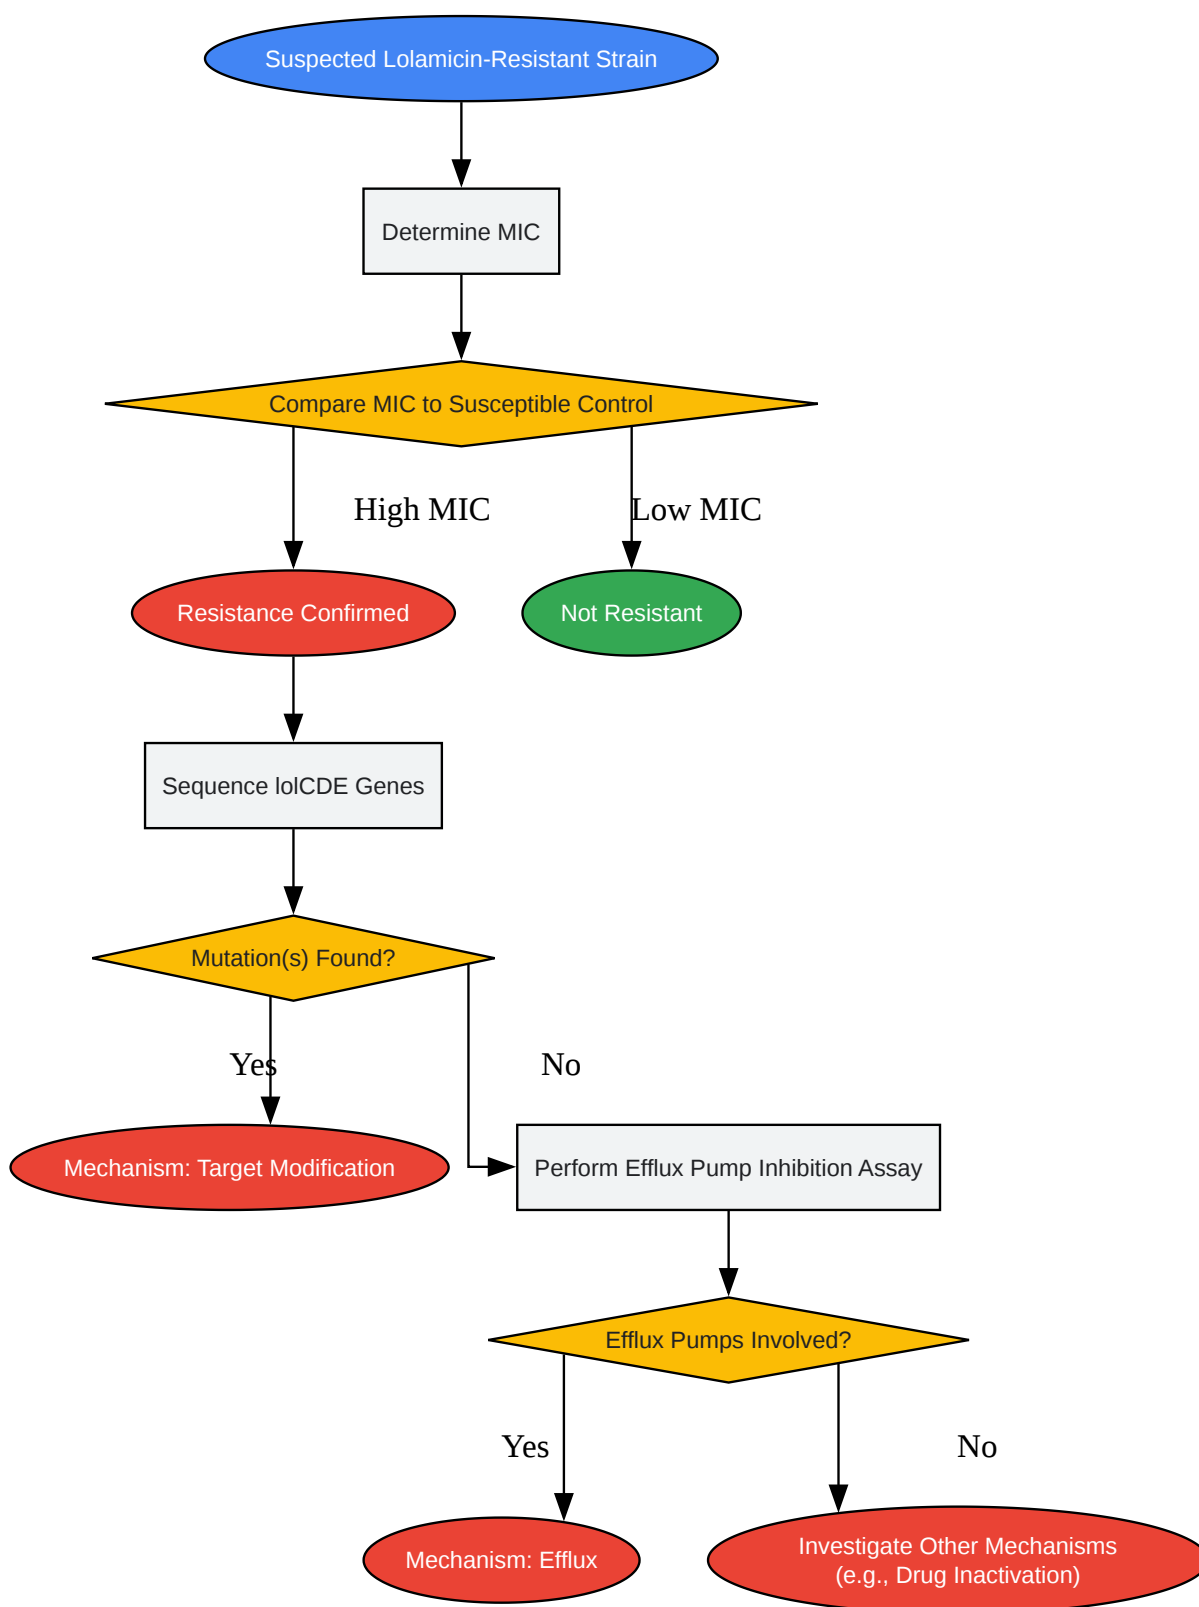 Suspected Lolamicin-Resistant Strain
Determine MIC
Compare MIC to Susceptible Control
High MIC
Low MIC
Resistance Confirmed
Not Resistant
Sequence lolCDE Genes
Mutation(s) Found?
Yes
No
Mechanism: Target Modification
Perform Efflux Pump Inhibition Assay
Efflux Pumps Involved?
Yes
No
Mechanism: Efflux
Investigate Other Mechanisms
(e.g., Drug Inactivation)